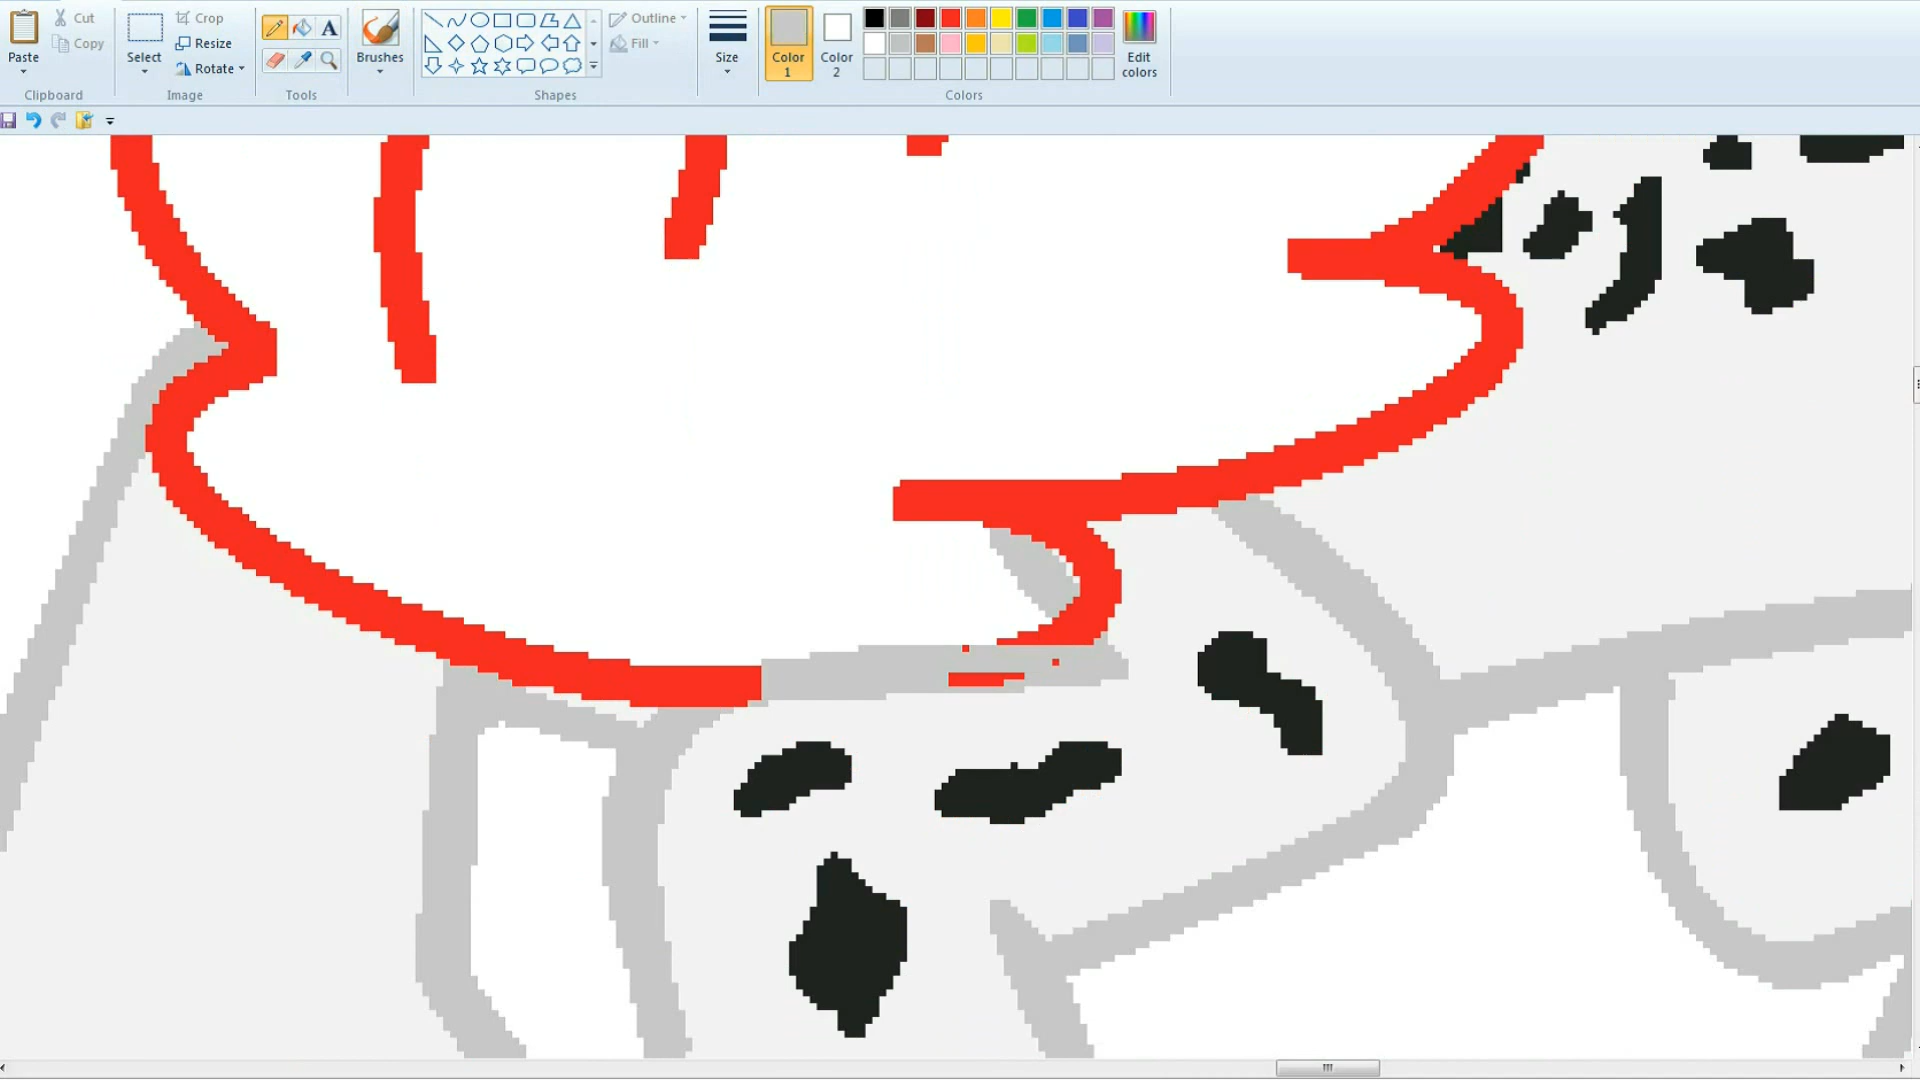 Cut
Copy
Paste
Clipboard
Select
Crop
Resize
Rotate
Image
A
Tools
Brushes
Outline
Fill
Shapes
Size
Color
1
Color
2
Edit
colors
Colors